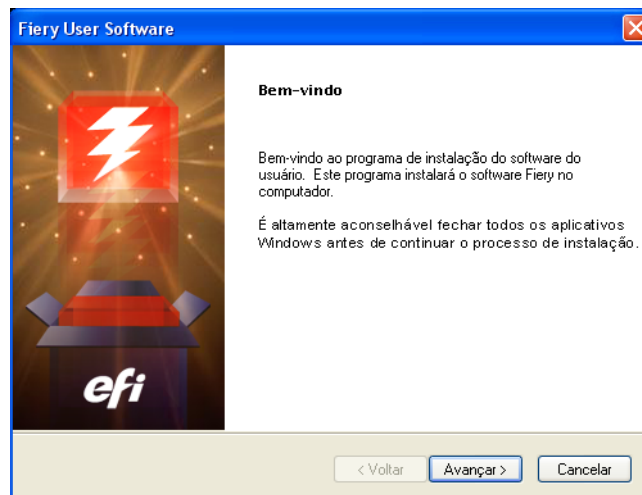 Fiery User Software
Bem-vindo
Bem-vindo ao programa de instalação do software do
usuário. Este programa instalará o software Fiery no
computador.
É altamente aconselhável fechar todos os aplicativos
Windows antes de continuar o processo de instalação.
efi
< Voltar
Avançar >
Cancelar